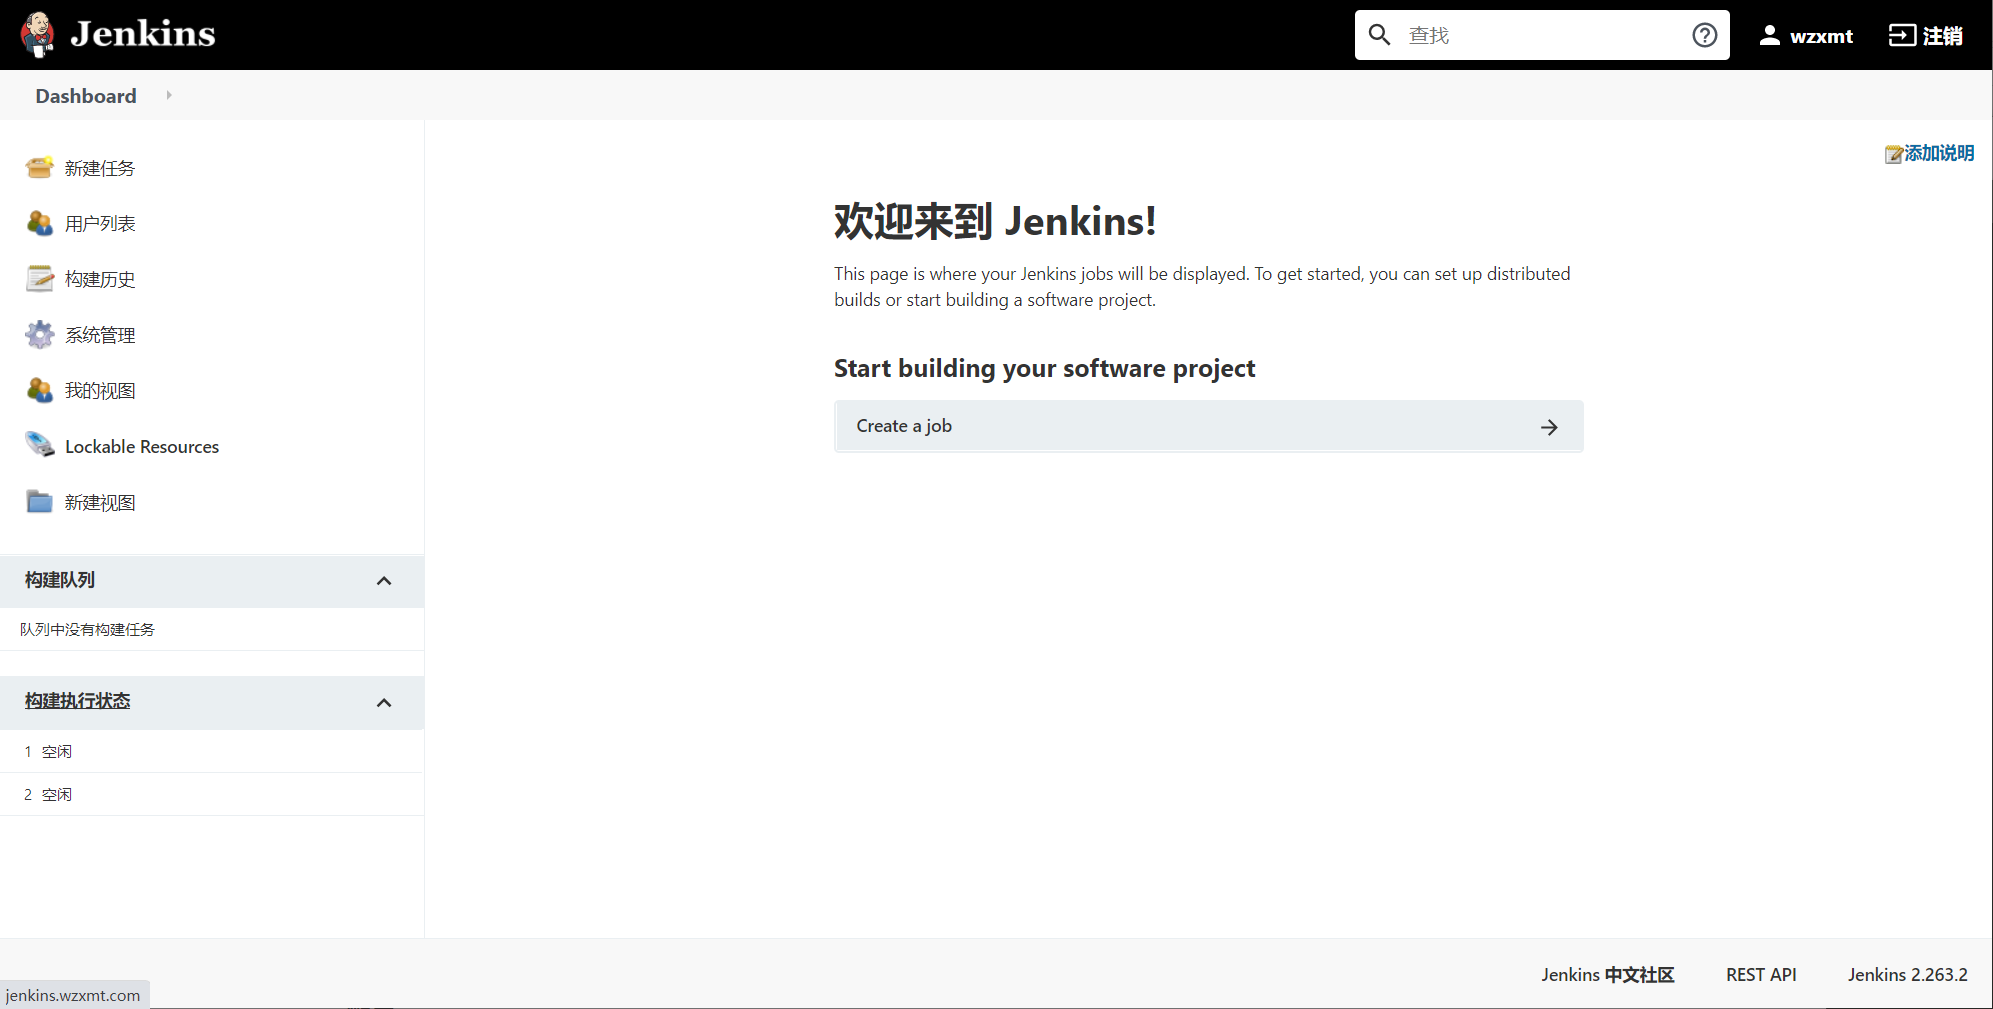 Jenkins
查找
wzxmt
注销
Dashboard
新建任务
用户列表
构建历史
系统管理
我的视图
Lockable Resources
新建视图
构建队列
队列中没有构建任务
构建执行状态
1 空闲
2 空闲
添加说明
欢迎来到 Jenkins!
This page is where your Jenkins jobs will be displayed. To get started, you can set up distributed
builds or start building a software project.
Start building your software project
Create a job
Jenkins 中文社区
REST API
Jenkins 2.263.2
jenkins.wzxmt.com